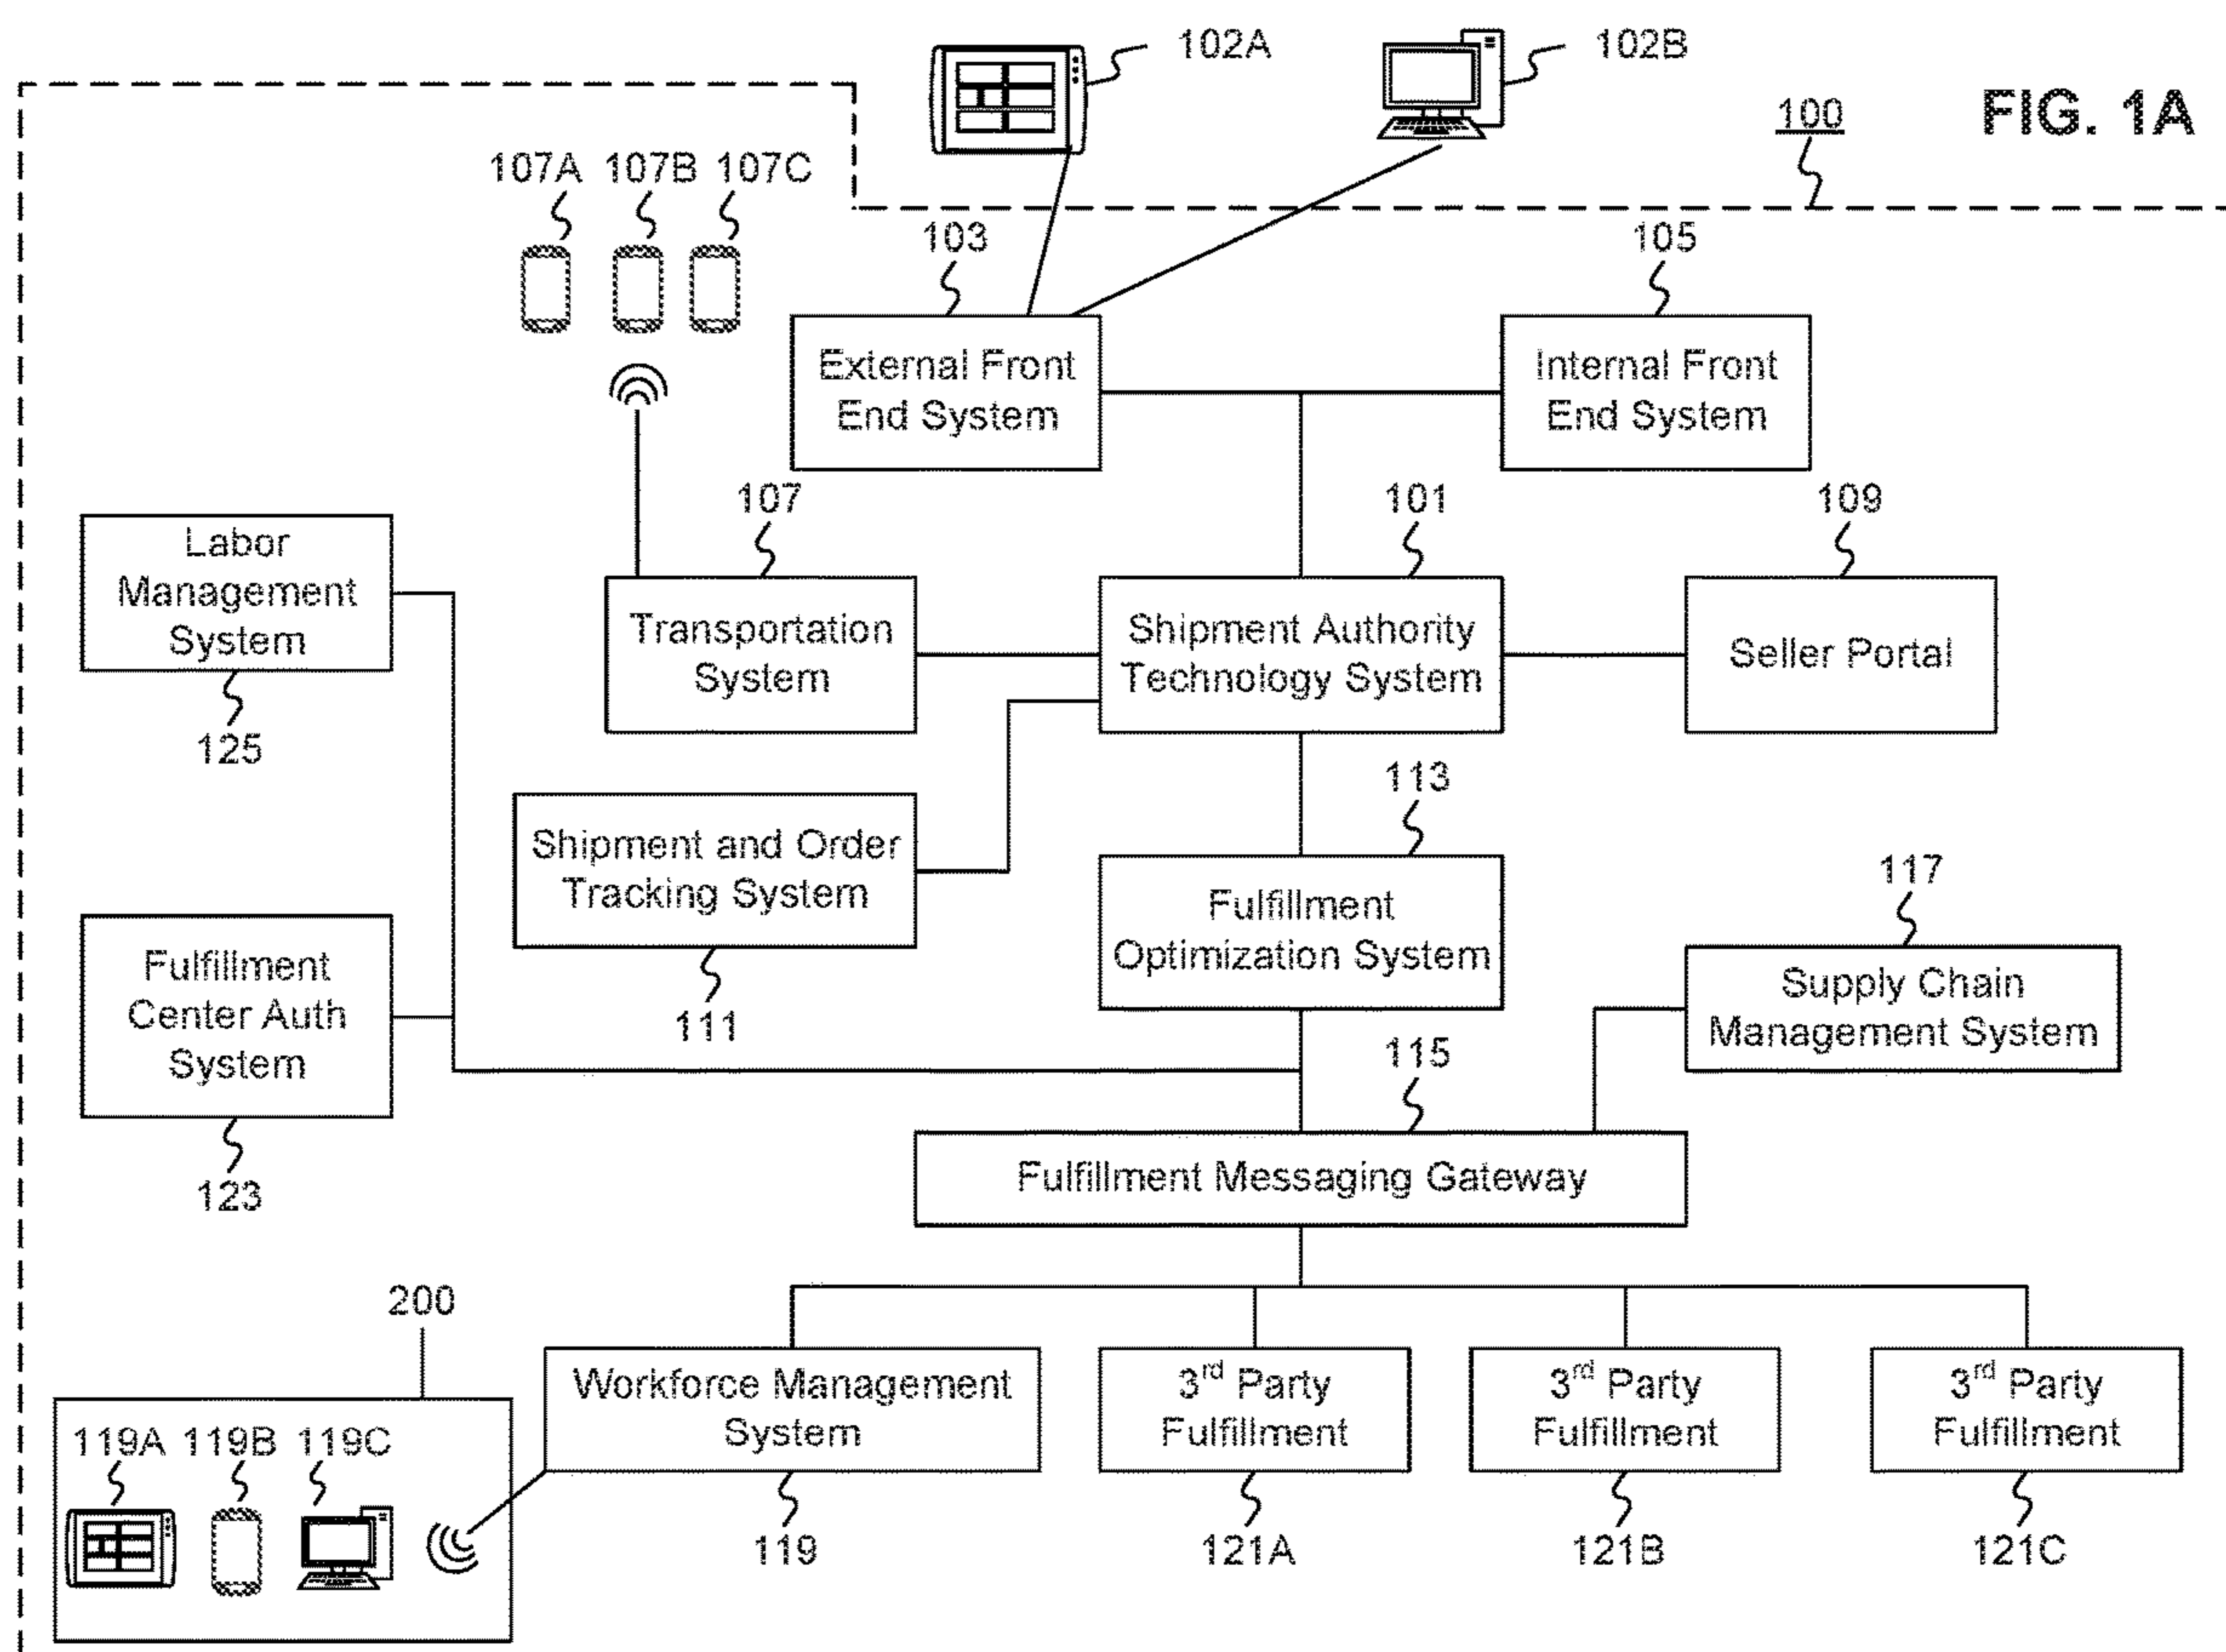 102A
102B
100
FIG. 1A
107A
107B
107C
103
105
External Front
End System
Internal Front
End System
107
101
109
Labor
Management
System
125
Transportation
System
Shipment Authority
Technology System
Seller Portal
113
Shipment and Order
Tracking System
111
Fulfillment
Optimization System
117
Supply Chain
Management System
Fulfillment
Center Auth
System
123
115
Fulfillment Messaging Gateway
200
119A
119B
119C
Workforce Management
System
119
3rd Party
Fulfillment
121A
3rd Party
Fulfillment
121B
3rd Party
Fulfillment
121C